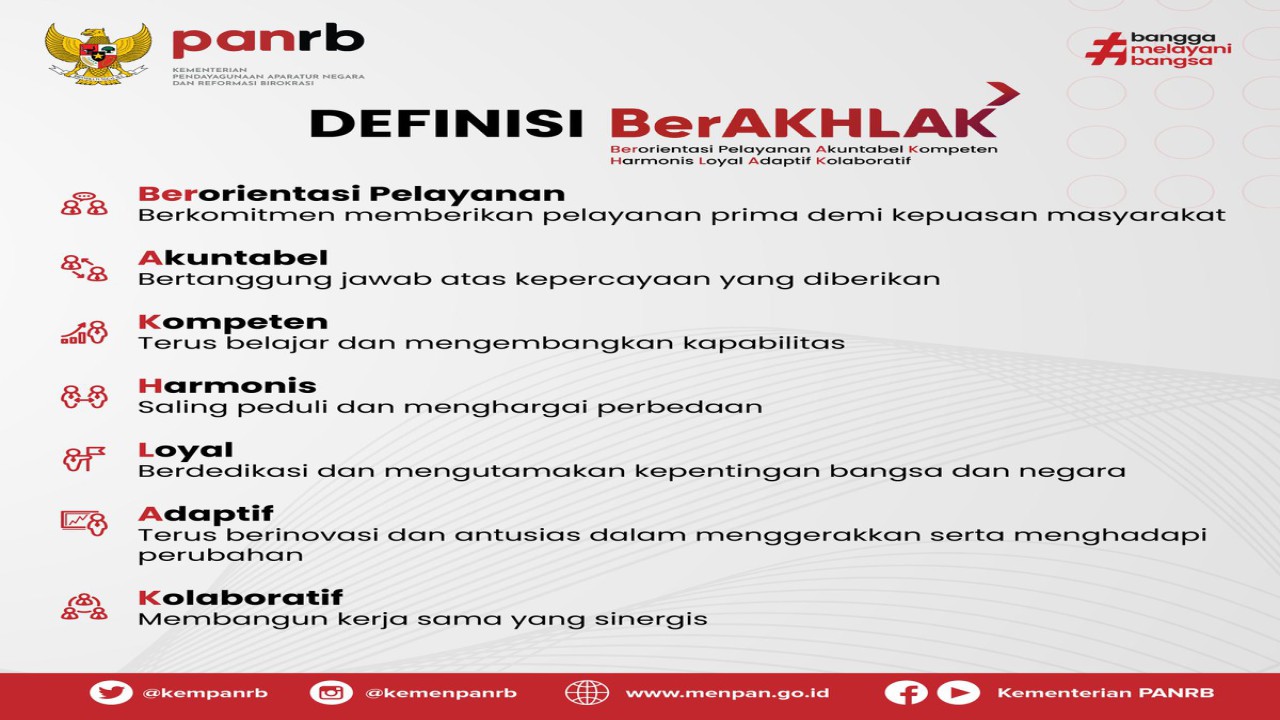 panrb
KEMENTERIAN
PENDAYAGUNAAN APARATUR NEGARA
DAN REFORMASI BIROKRASI
#bangga
melayani
bangsa
DEFINISI BerAKHLAK
Berorientasi Pelayanan Akuntabel Kompeten
Harmonis Loyal Adaptif Kolaboratif
Berorientasi Pelayanan
Berkomitmen memberikan pelayanan prima demi kepuasan masyarakat
Akuntabel
Bertanggung jawab atas kepercayaan yang diberikan
Kompeten
Terus belajar dan mengembangkan kapabilitas
Harmonis
Saling peduli dan menghargai perbedaan
Loyal
Berdedikasi dan mengutamakan kepentingan bangsa dan negara
Adaptif
Terus berinovasi dan antusias dalam menggerakkan serta menghadapi
perubahan
Kolaboratif
Membangun kerja sama yang sinergis
@kempanrb @kemenpanrb www.menpan.go.id Kementerian PANRB